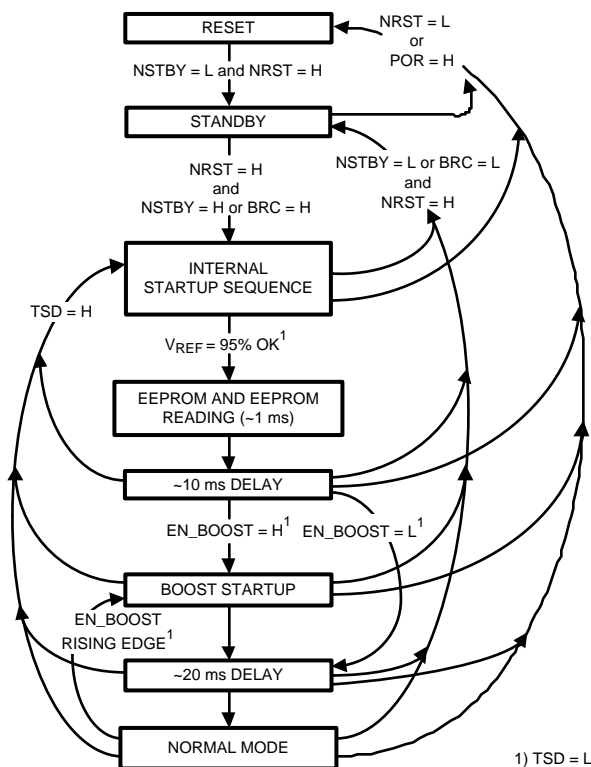 RESET
NRST = L
or
POR = H
NSTBY = L and NRST = H
STANDBY
NRST = H
and
NSTBY = H or BRC = H
NSTBY = L or BRC = L
and
NRST = H
INTERNAL
STARTUP SEQUENCE
TSD = H
VREF = 95% OK1
EEPROM AND EEPROM
READING (~1 ms)
~10 ms DELAY
EN_BOOST = H1
EN_BOOST = L1
BOOST STARTUP
EN_BOOST
RISING EDGE1
~20 ms DELAY
NORMAL MODE
1) TSD = L